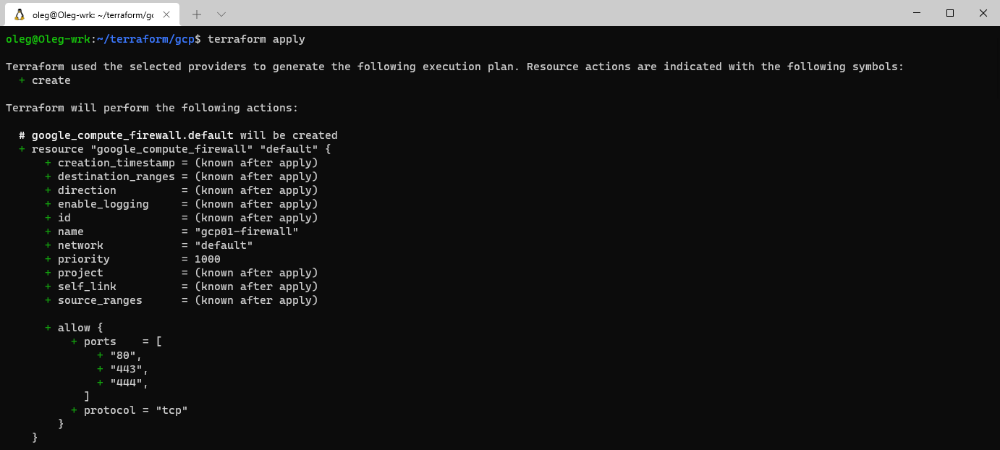 oleg@Oleg-wrk: ~/terraform/gc
oleg@Oleg-wrk:~/terraform/gcp$ terraform apply
Terraform used the selected providers to generate the following execution plan. Resource actions are indicated with the following symbols:
  + create
Terraform will perform the following actions:
  # google_compute_firewall.default will be created
  + resource "google_compute_firewall" "default" {
      + creation_timestamp = (known after apply)
      + destination_ranges = (known after apply)
      + direction          = (known after apply)
      + enable_logging     = (known after apply)
      + id                 = (known after apply)
      + name               = "gcp01-firewall"
      + network            = "default"
      + priority           = 1000
      + project            = (known after apply)
      + self_link          = (known after apply)
      + source_ranges      = (known after apply)
      + allow {
          + ports    = [
              + "80",
              + "443",
              + "444",
            ]
          + protocol = "tcp"
        }
    }